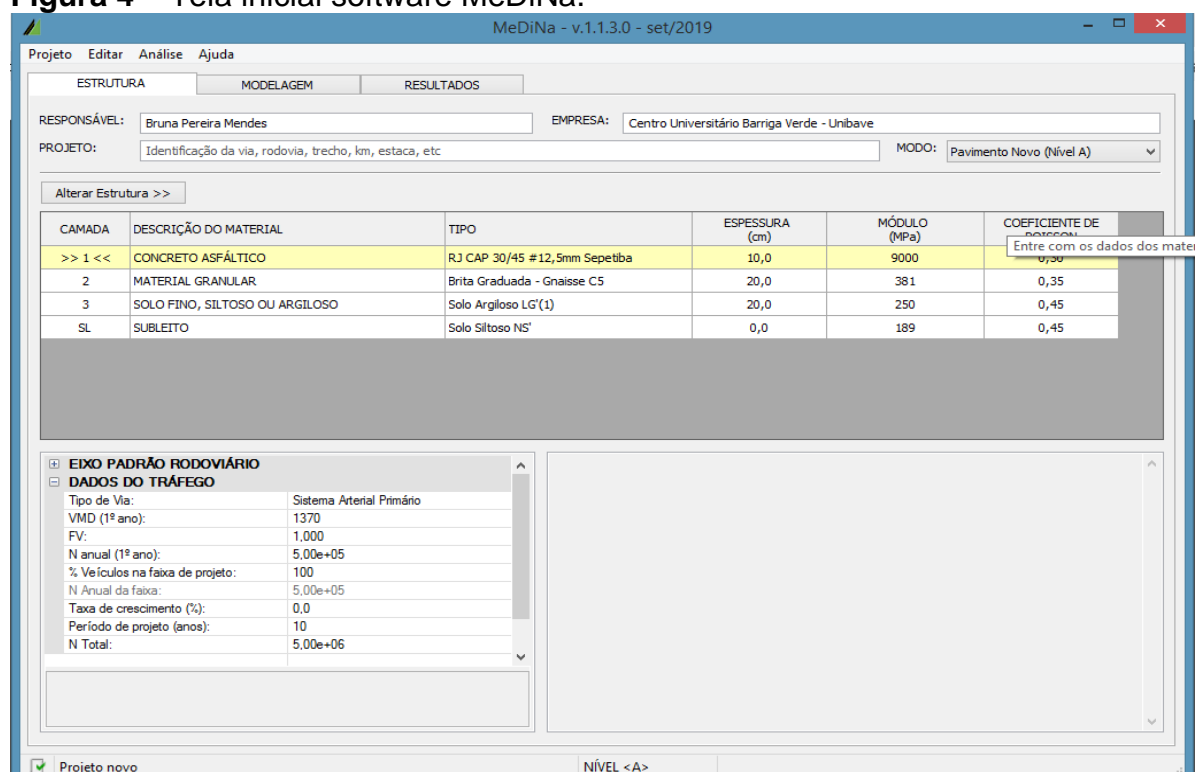 Figura 4 – Tela inicial software MeDiNa.
MeDiNa - v.1.1.3.0 - set/2019
Projeto Editar Análise Ajuda
ESTRUTURA MODELAGEM RESULTADOS
RESPONSÁVEL: Bruna Pereira Mendes EMPRESA: Centro Universitário Barriga Verde - Unibave
PROJETO: Identificação da via, rodovia, trecho, km, estaca, etc MODO: Pavimento Novo (Nível A)
Alterar Estrutura >>
CAMADA DESCRIÇÃO DO MATERIAL TIPO ESPESSURA (cm) MÓDULO (MPa) COEFICIENTE DE POISSON
Entre com os dados dos mater
>> 1 << CONCRETO ASFÁLTICO RJ CAP 30/45 #12,5mm Sepetiba 10,0 9000 0,30
2 MATERIAL GRANULAR Brita Graduada - Gnaisse C5 20,0 381 0,35
3 SOLO FINO, SILTOSO OU ARGILOSO Solo Argiloso LG'(1) 20,0 250 0,45
SL SUBLEITO Solo Siltoso NS' 0,0 189 0,45
EIXO PADRÃO RODOVIÁRIO
DADOS DO TRÁFEGO
Tipo de Via: Sistema Arterial Primário
VMD (1º ano): 1370
FV: 1,000
N anual (1º ano): 5,00e+05
% Veículos na faixa de projeto: 100
N Anual da faixa: 5,00e+05
Taxa de crescimento (%): 0,0
Período de projeto (anos): 10
N Total: 5,00e+06
Projeto novo NÍVEL <A>